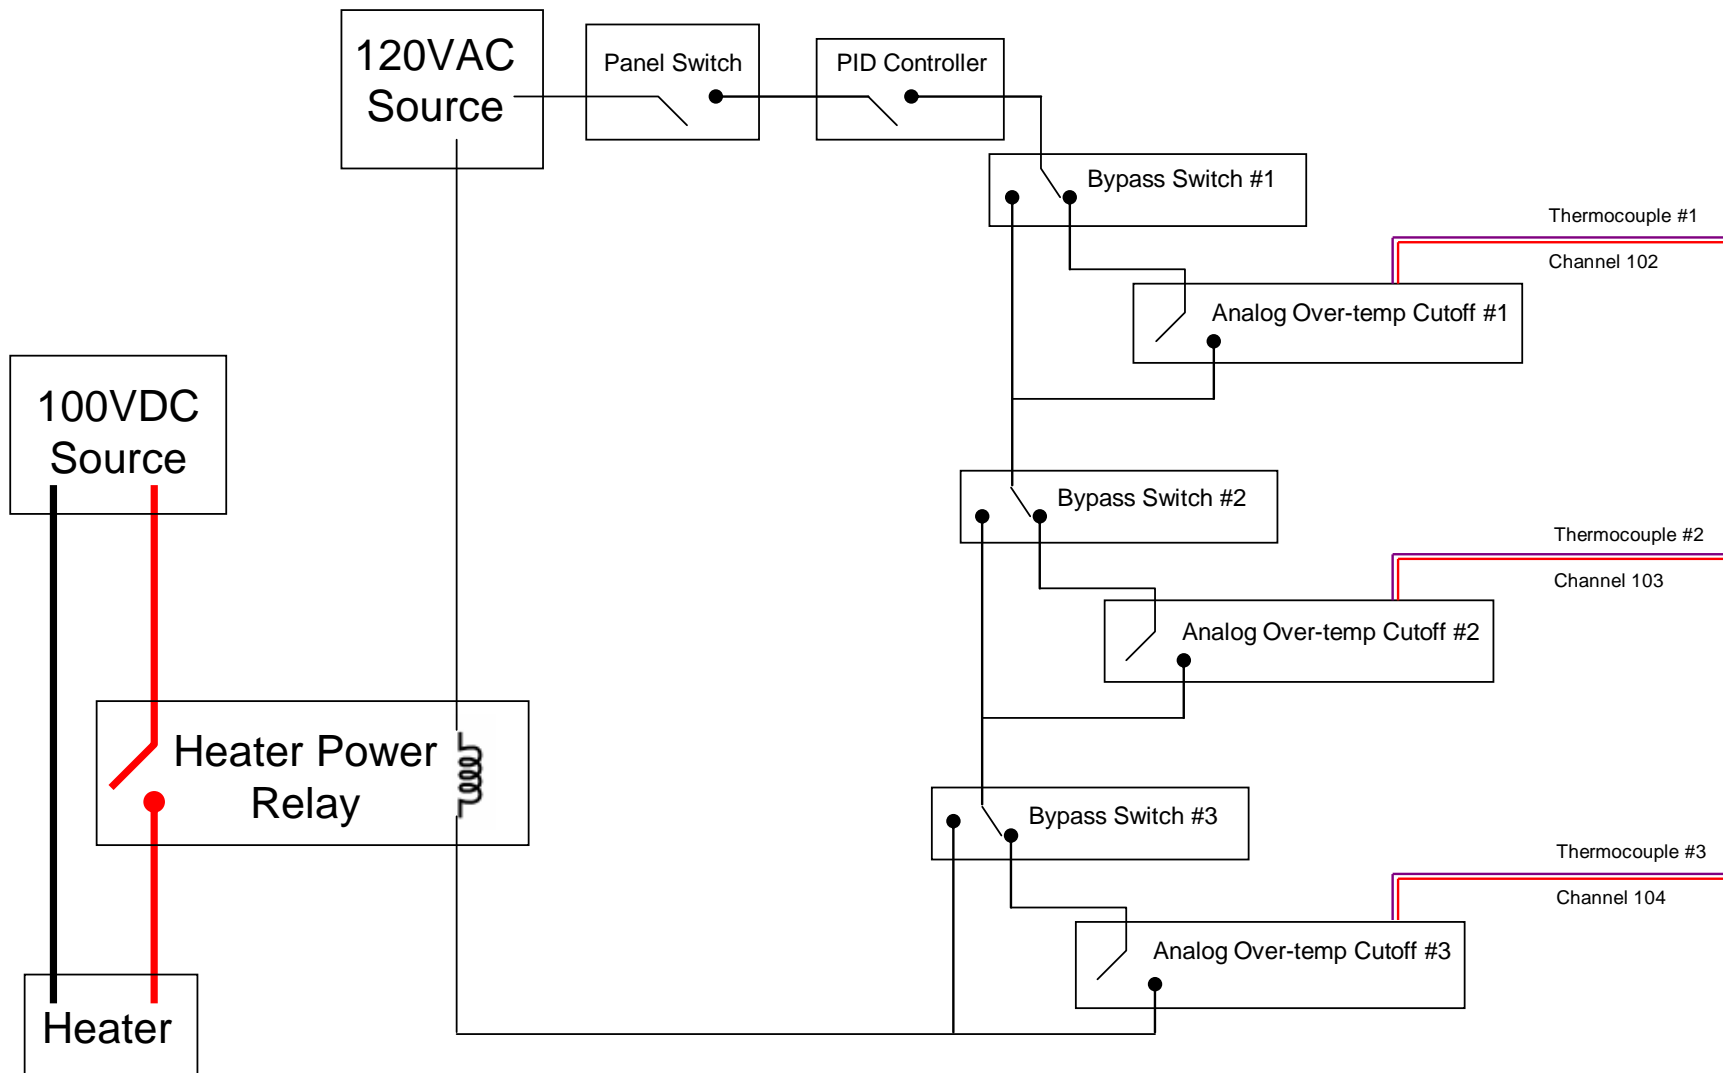 120VAC
Source
Panel Switch
PID Controller
Bypass Switch #1
Thermocouple #1
Channel 102
Analog Over-temp Cutoff #1
100VDC
Source
Bypass Switch #2
Thermocouple #2
Channel 103
Analog Over-temp Cutoff #2
Heater Power
Relay
Bypass Switch #3
Thermocouple #3
Channel 104
Analog Over-temp Cutoff #3
Heater